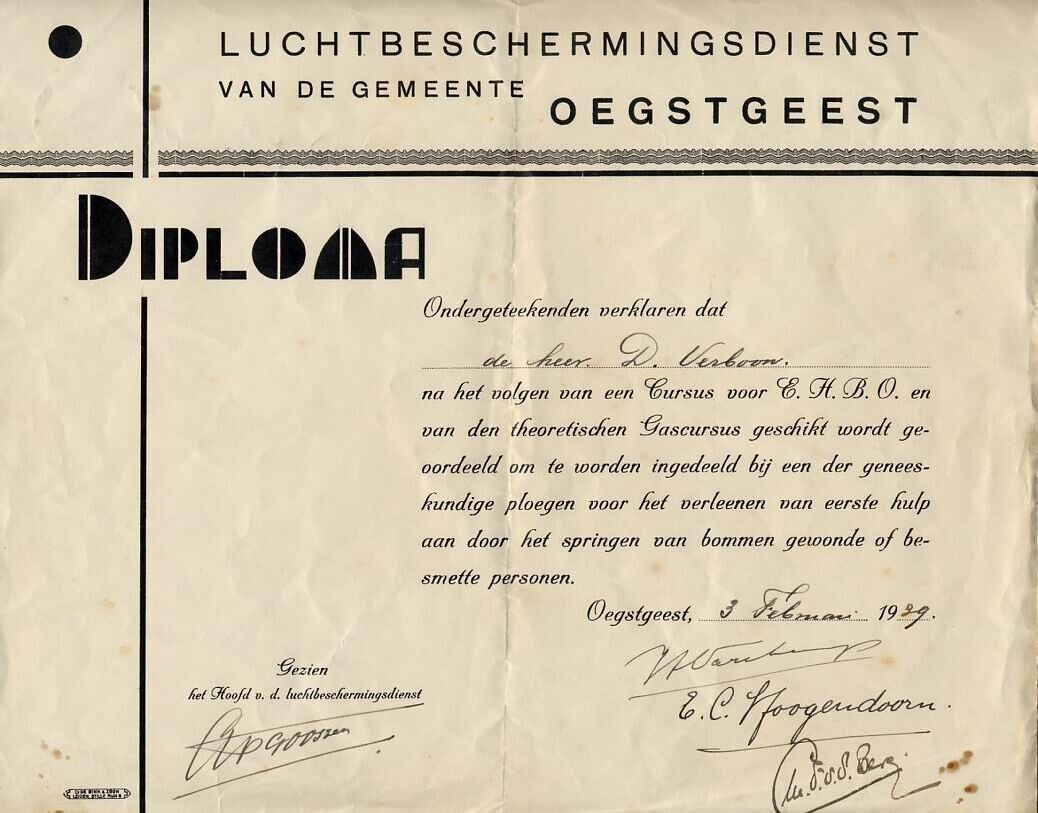 LUCHTBESCHERMINGSDIENST
VAN DE GEMEENTE
OEGSTGEEST
DIPLOMA
Ondergeteekenden verklaren dat
de heer. D. Verboon.
na het volgen van een Cursus voor E. H. B. O. en
van den theoretischen Gascursus geschikt wordt ge-
oordeeld om te worden ingedeeld bij een der genees-
kundige ploegen voor het verleenen van eerste hulp
aan door het springen van bommen gewonde of be-
smette personen.
Oegstgeest, 3 Februari 1939.
Gezien
het Hoofd v. d. luchtbeschermingsdienst
Goossen
E. C. Hoogendoorn.
v. d. Berg